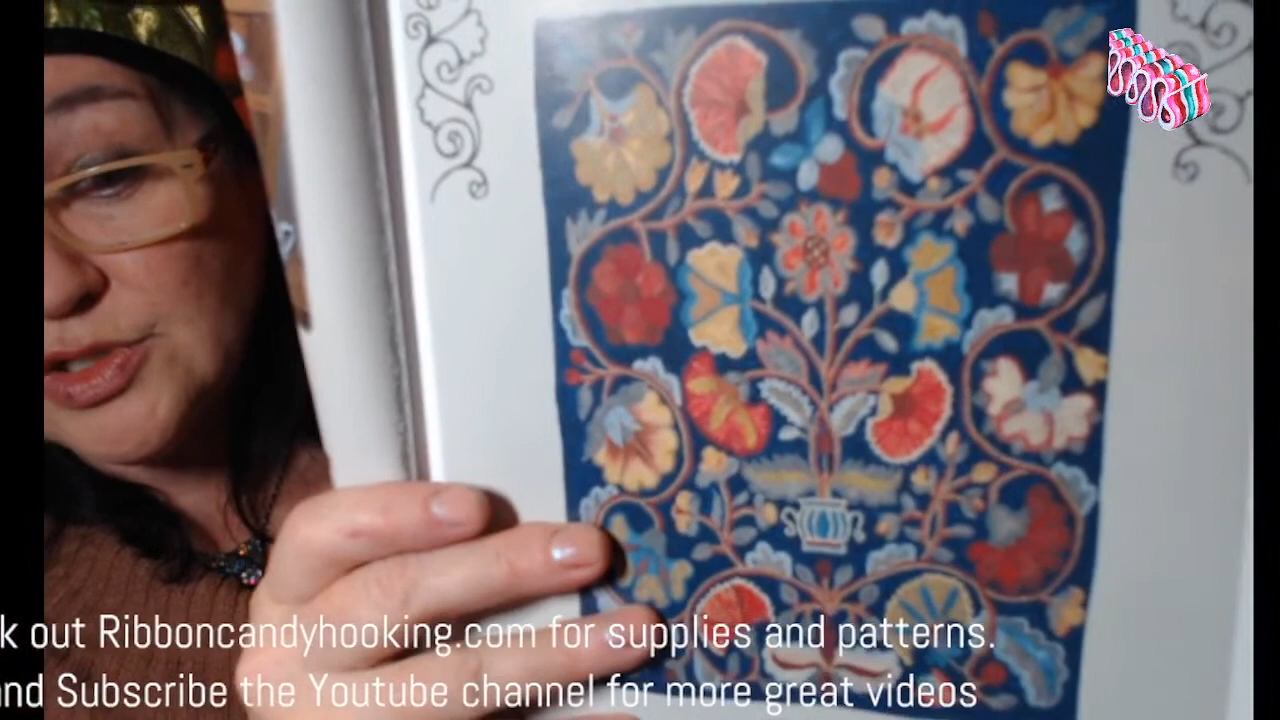 k out Ribboncandyhooking.com for supplies and patterns.
nd Subscribe the Youtube channel for more great videos